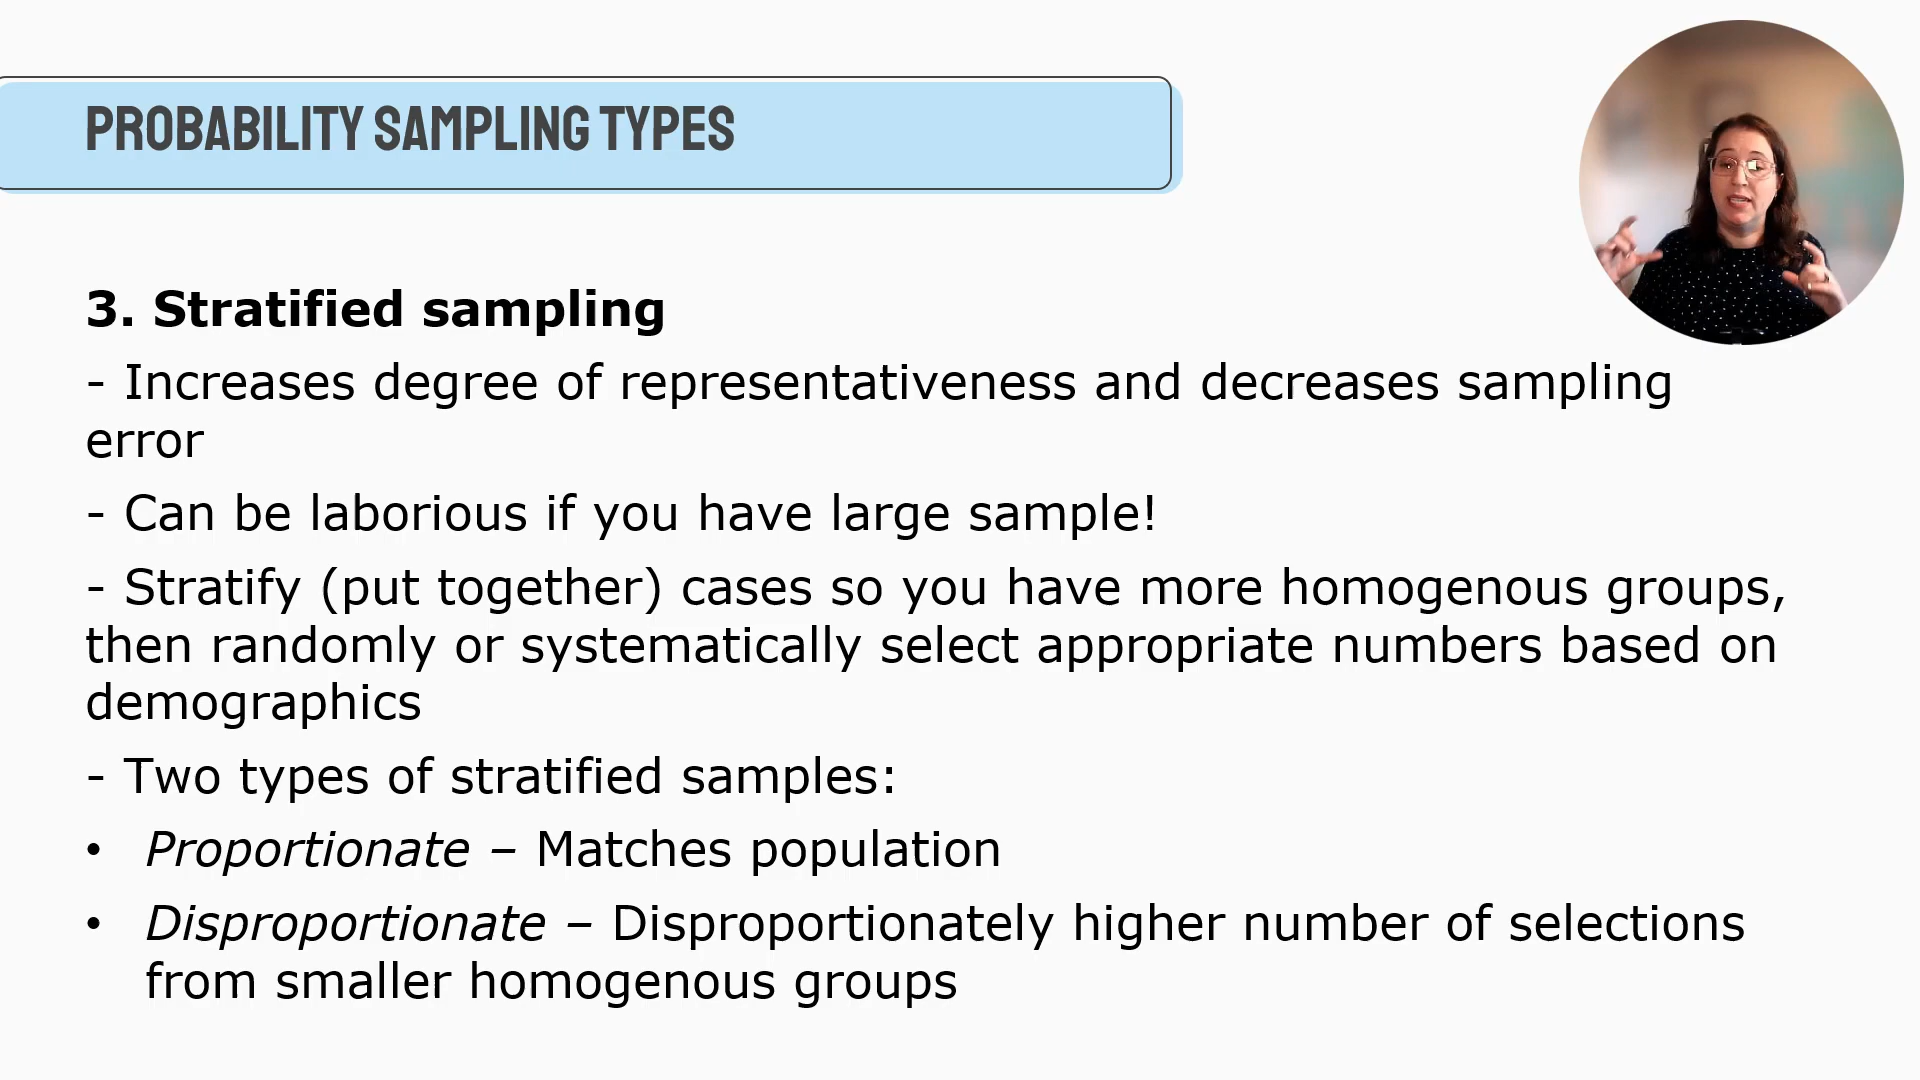 PROBABILITY SAMPLING TYPES
3. Stratified sampling
- Increases degree of representativeness and decreases sampling
error
- Can be laborious if you have large sample!
- Stratify (put together) cases so you have more homogenous groups,
then randomly or systematically select appropriate numbers based on
demographics
- Two types of stratified samples:
• Proportionate – Matches population
• Disproportionate – Disproportionately higher number of selections
from smaller homogenous groups